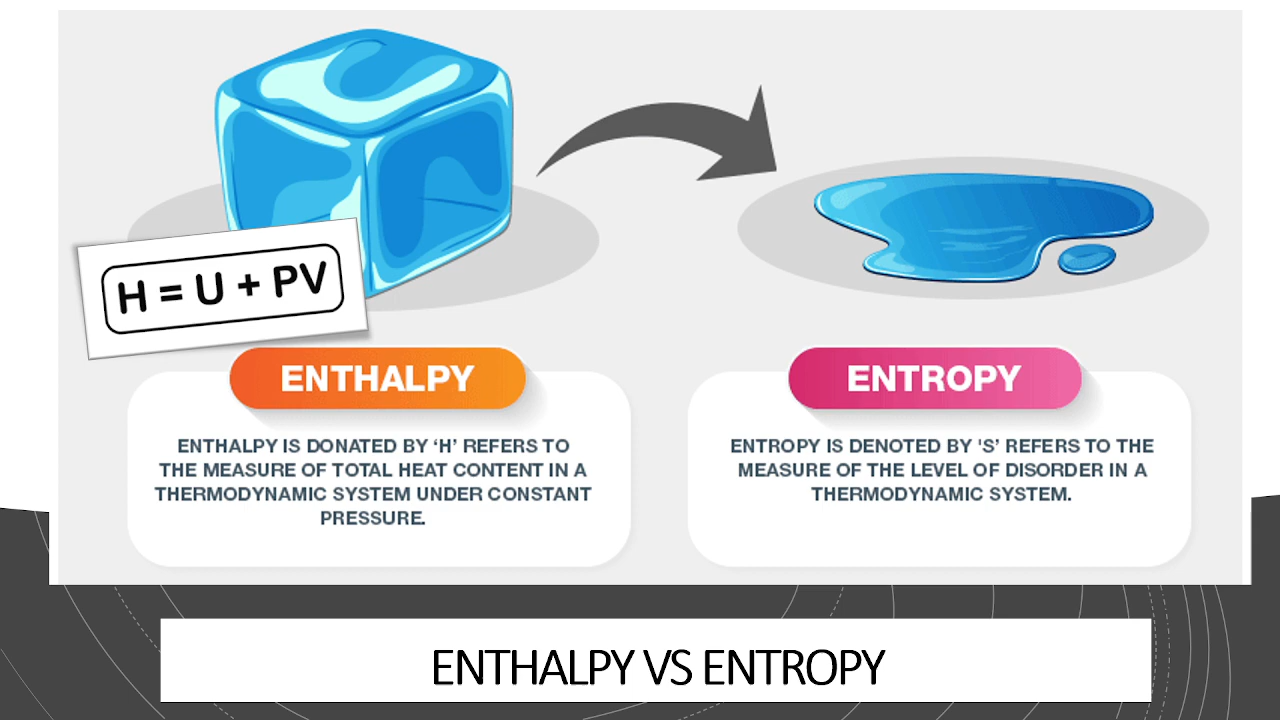 H = U + PV
ENTHALPY
ENTHALPY IS DONATED BY ‘H’ REFERS TO
THE MEASURE OF TOTAL HEAT CONTENT IN A
THERMODYNAMIC SYSTEM UNDER CONSTANT
PRESSURE.
ENTROPY
ENTROPY IS DENOTED BY 'S’ REFERS TO THE
MEASURE OF THE LEVEL OF DISORDER IN A
THERMODYNAMIC SYSTEM.
ENTHALPY VS ENTROPY